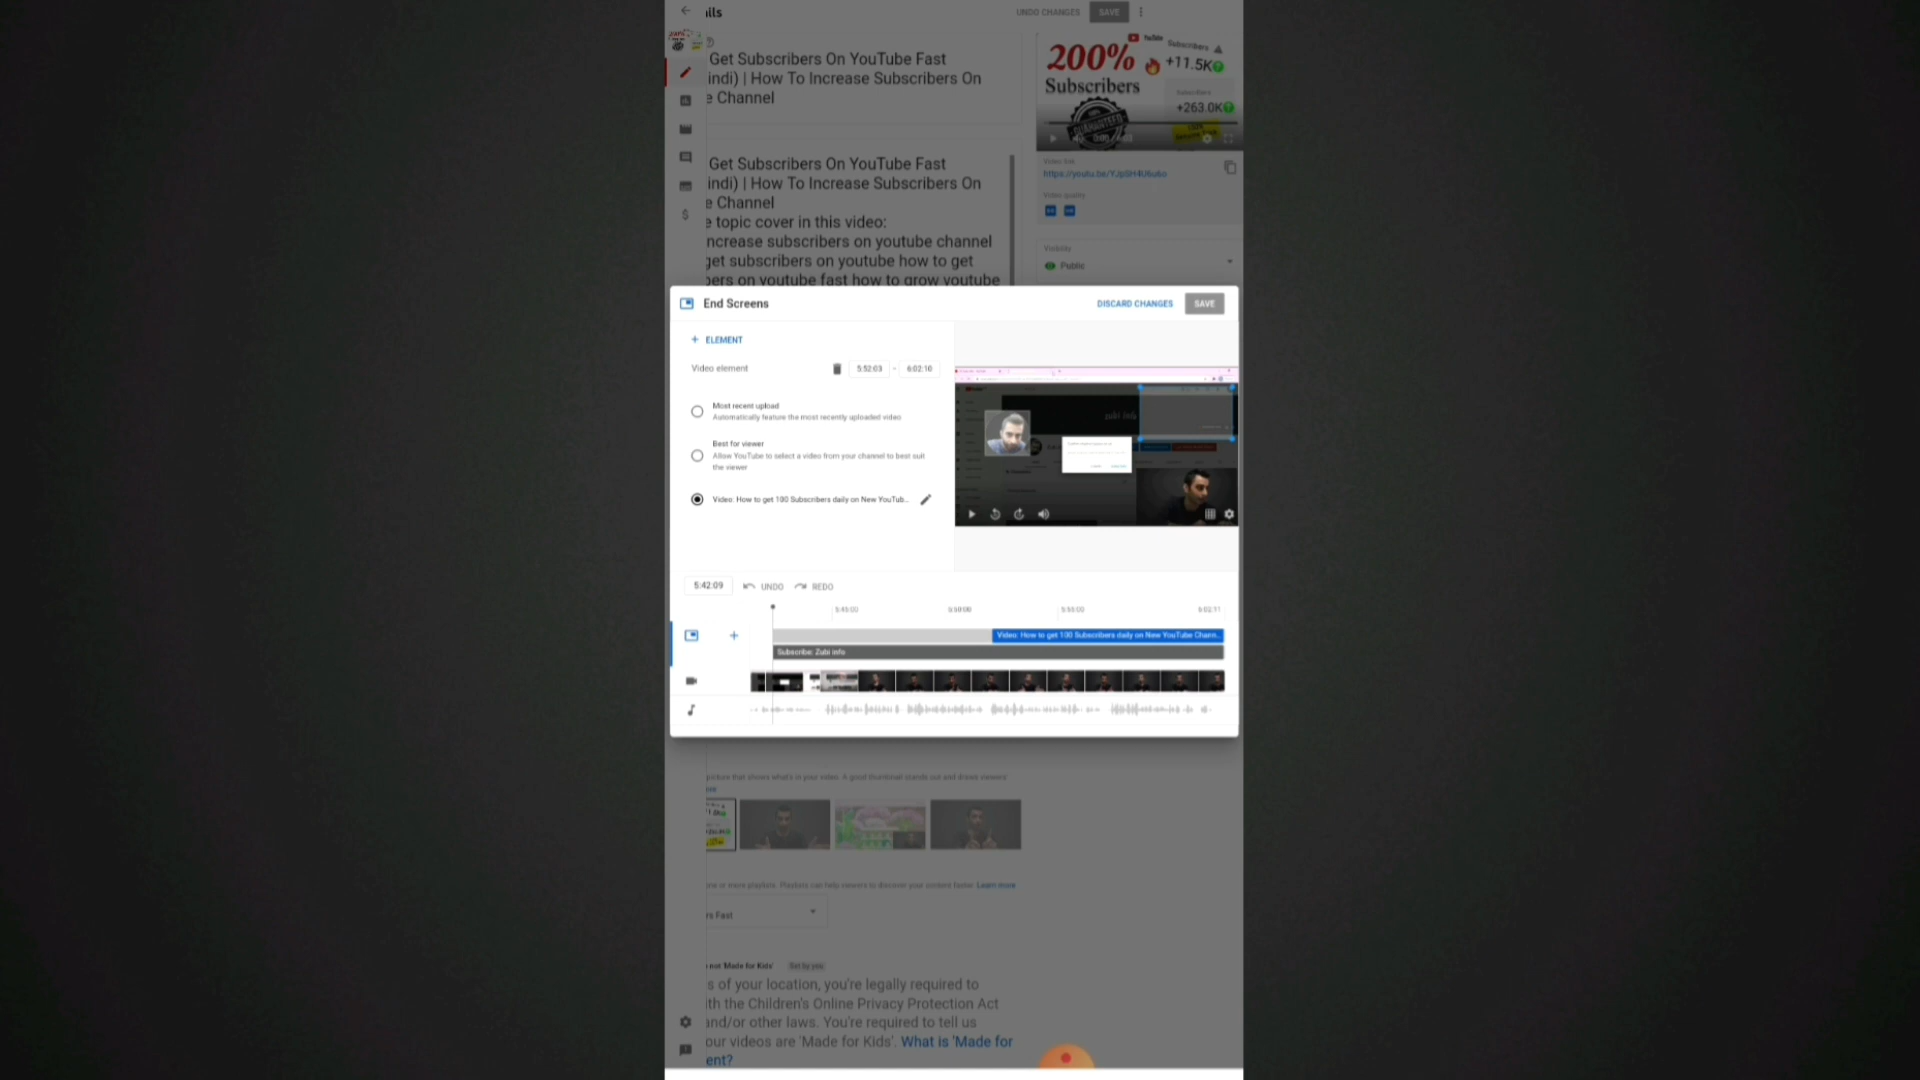 ils
UNDO CHANGES
SAVE
Get Subscribers On YouTube Fast
indi) | How To Increase Subscribers On
e Channel
Get Subscribers On YouTube Fast
indi) | How To Increase Subscribers On
e Channel
e topic cover in this video:
ncrease subscribers on youtube channel
get subscribers on youtube how to get
bers on youtube fast how to grow youtube
200%
Subscribers
YouTube
Subscribers
+11.5K
Subscribers
+263.0K
GUARANTEED
Video link
Video quality
Visibility
Public
End Screens
DISCARD CHANGES
SAVE
+ ELEMENT
Video element
5:52:03 - 6:02:10
Most recent upload
Automatically feature the most recently uploaded video
Best for viewer
Allow YouTube to select a video from your channel to best suit
the viewer
Video: How to get 100 Subscribers daily on New YouTub...
zubi info
5:42:09
UNDO
REDO
5:45:00
5:50:00
5:55:00
6:02:11
Video: How to get 100 Subscribers daily on New YouTube Chann...
Subscribe: Zubi info
picture that shows what's in your video. A good thumbnail stands out and draws viewers'
ore
one or more playlists. Playlists can help viewers to discover your content faster. Learn more
rs Fast
not 'Made for Kids'
Set by you
s of your location, you're legally required to
ith the Children's Online Privacy Protection Act
and/or other laws. You're required to tell us
our videos are 'Made for Kids'. What is 'Made for
ent?